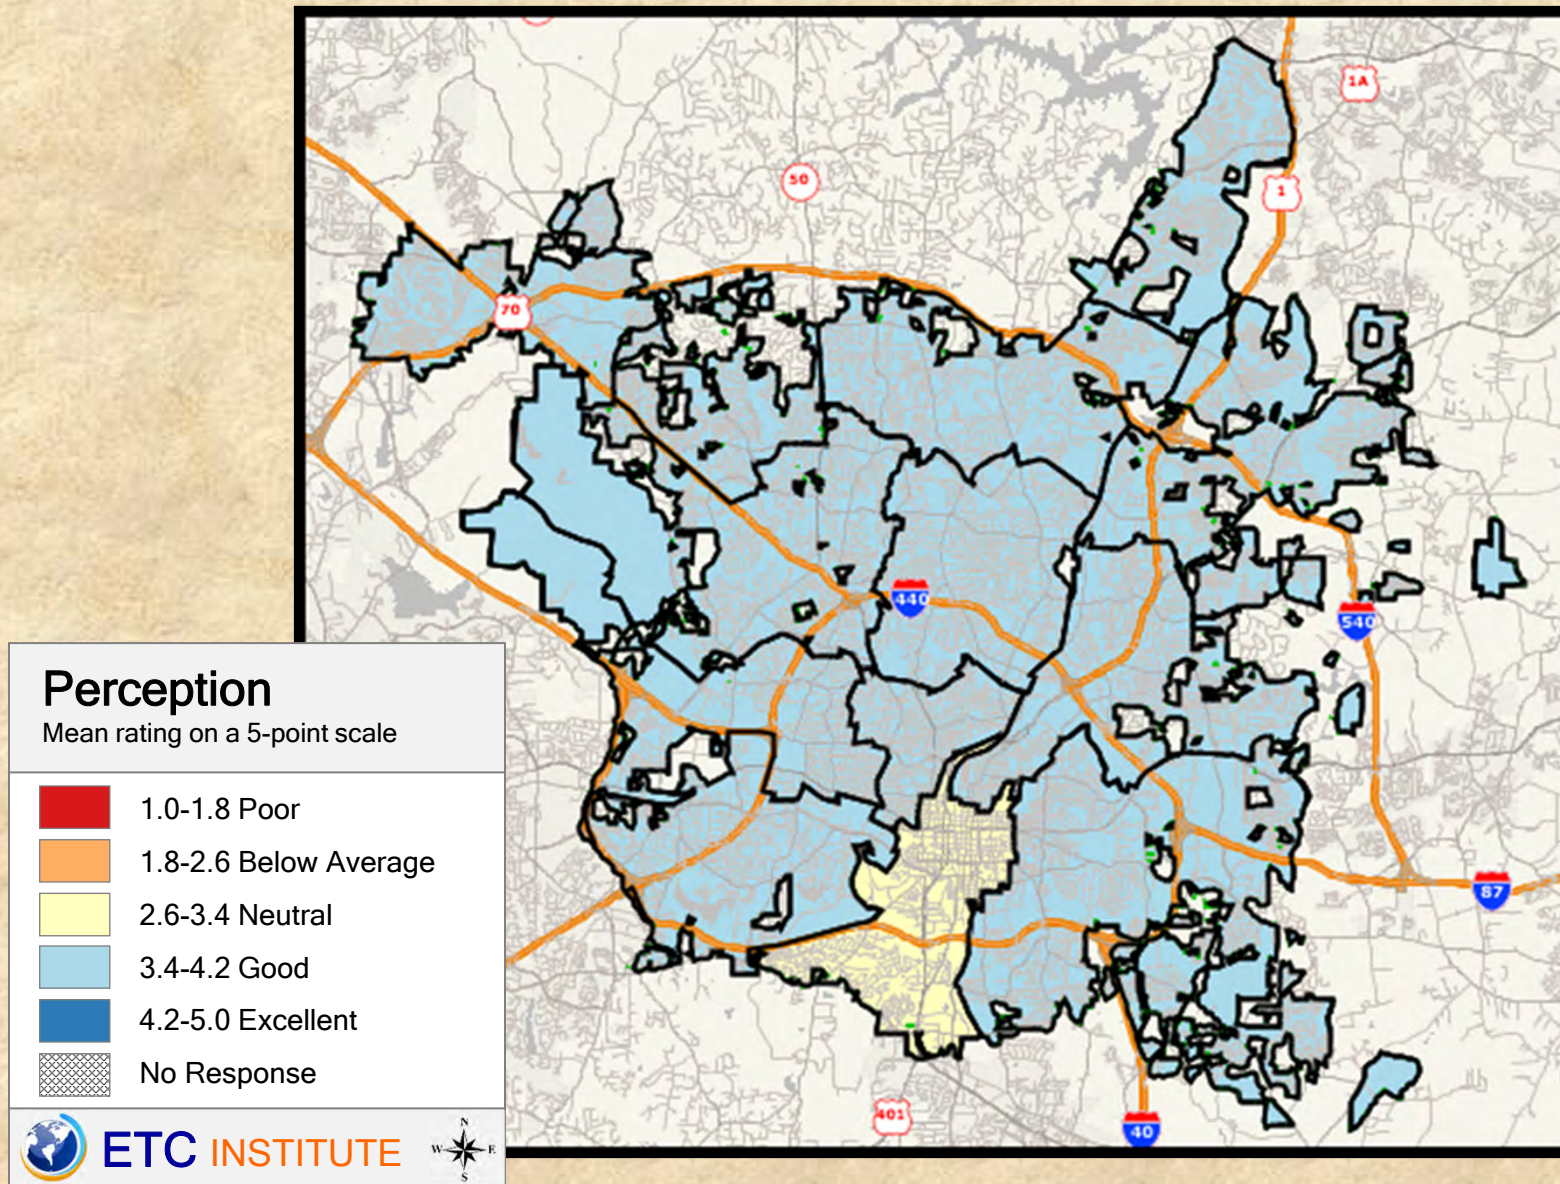 1A
50
1
70
440
540
87
401
40
Perception
Mean rating on a 5-point scale
1.0-1.8 Poor
1.8-2.6 Below Average
2.6-3.4 Neutral
3.4-4.2 Good
4.2-5.0 Excellent
No Response
ETC INSTITUTE
N
W E
S